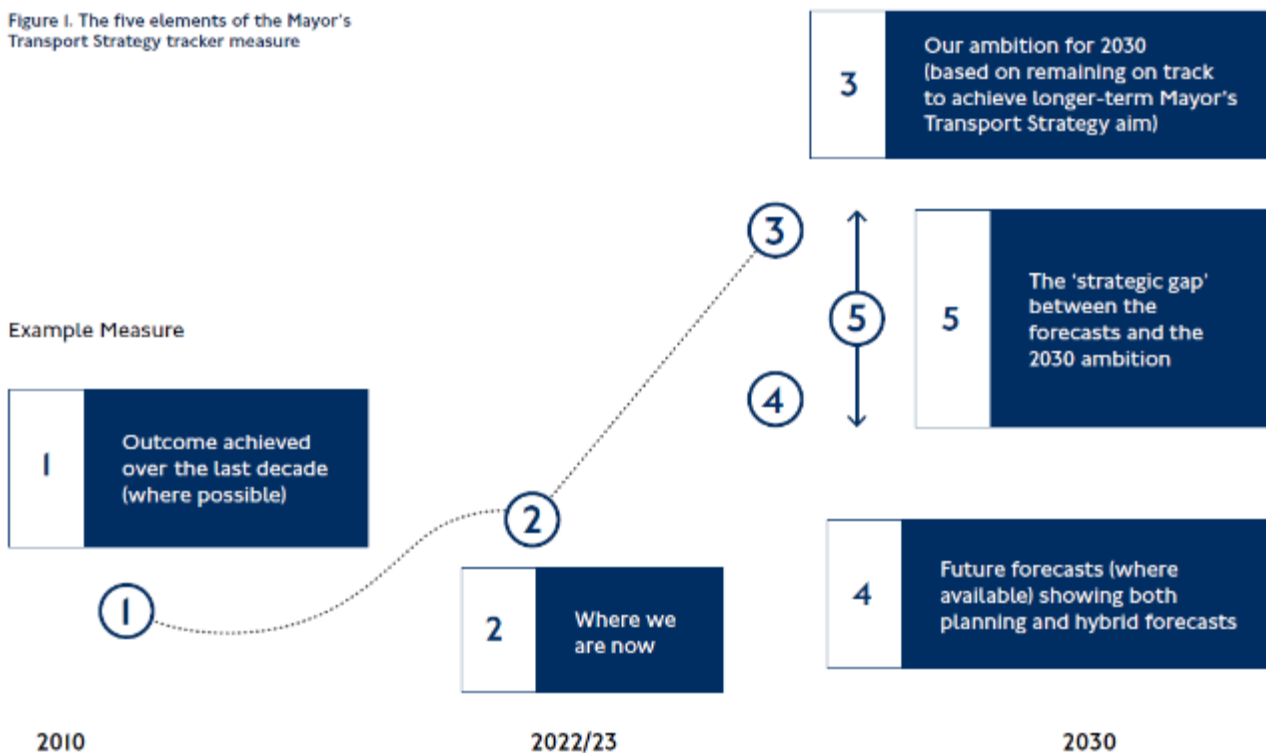 Figure 1. The five elements of the Mayor's
Transport Strategy tracker measure
3
Our ambition for 2030
(based on remaining on track
to achieve longer-term Mayor's
Transport Strategy aim)
3
5
4
5
The 'strategic gap'
between the
forecasts and the
2030 ambition
Example Measure
1
Outcome achieved
over the last decade
(where possible)
1
2
2
Where we
are now
4
Future forecasts (where
available) showing both
planning and hybrid forecasts
2010
2022/23
2030